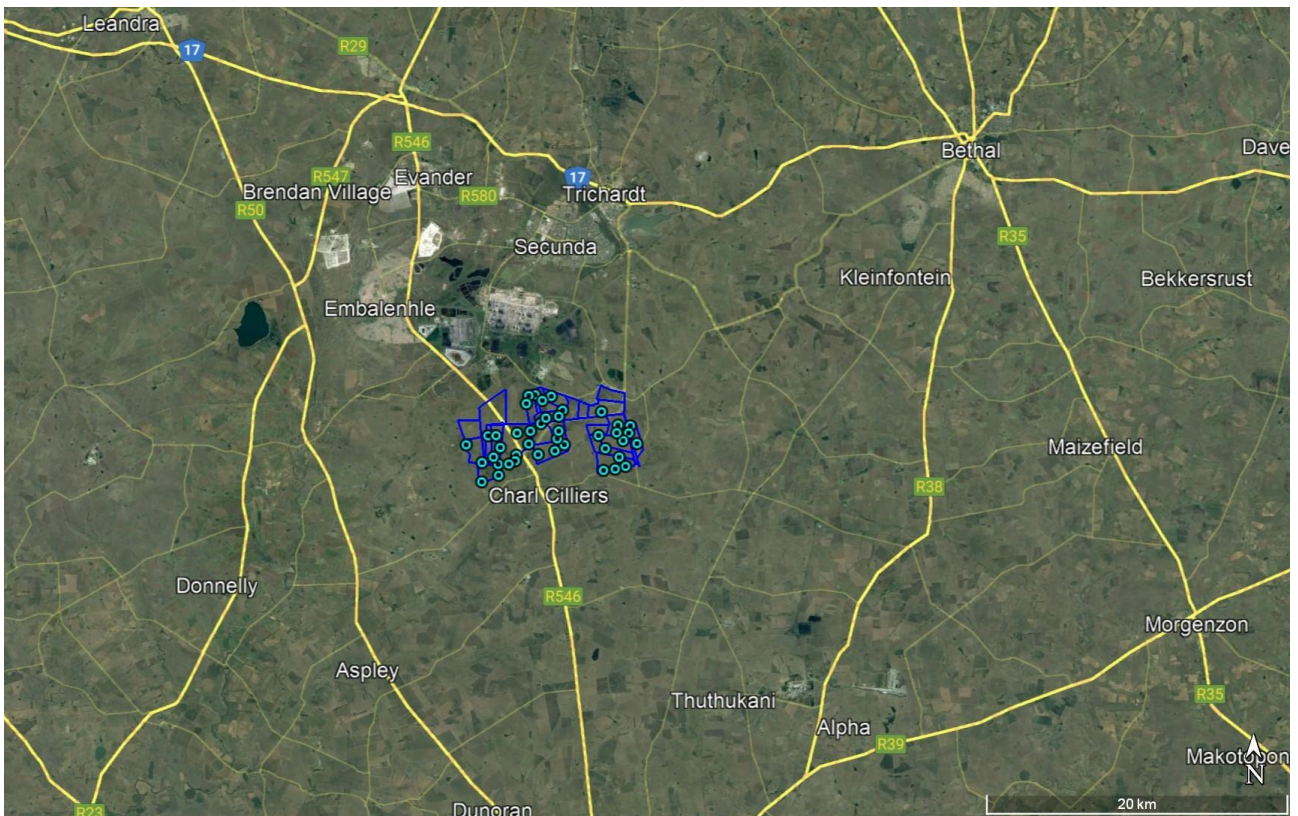 Leandra
17
R29
R546
Bethal
Dave
Evander
R547
Brendan Village
R580
17
Trichardt
R50
Secunda
R35
Kleinfontein
Bekkersrust
Embalenhle
Maizefield
R38
Charl Cilliers
Donnelly
R546
Morgenzon
Aspley
R35
Thuthukani
Alpha
R39
Makotopon
N
20 km
R23
Dunoran